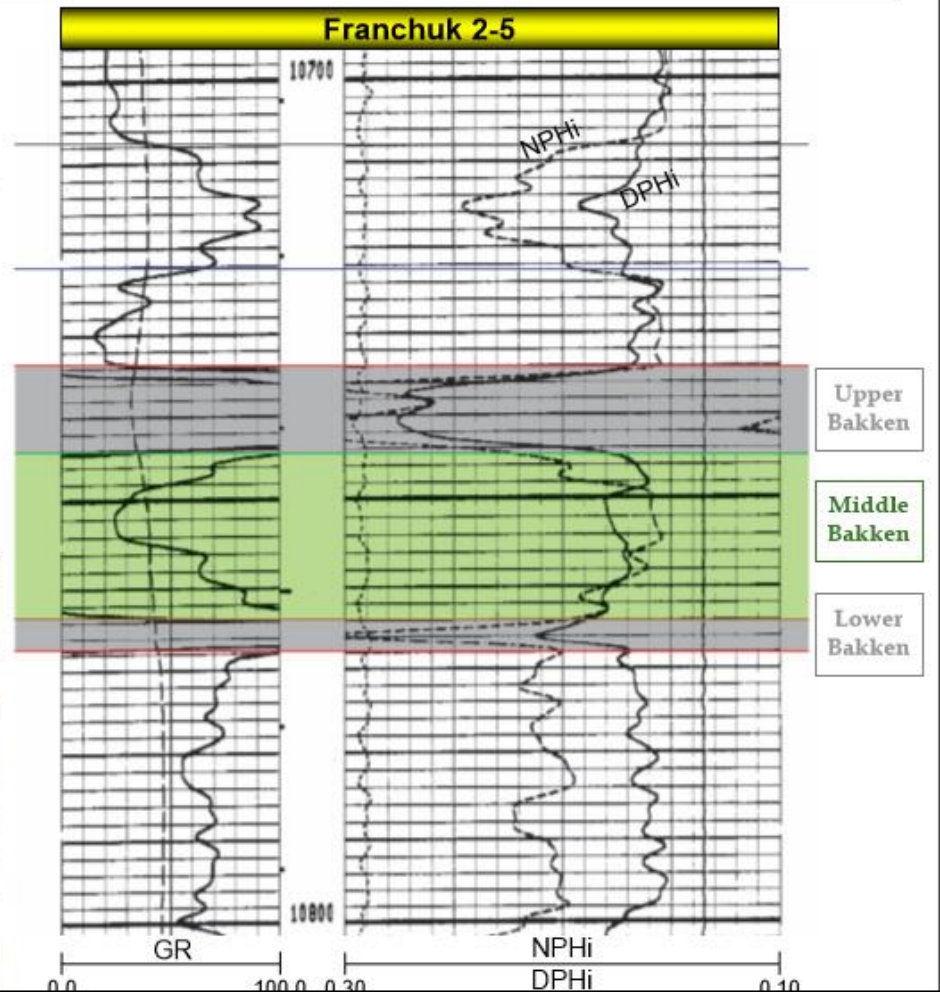 Franchuk 2-5
10700
NPHi
DPHi
Upper
Bakken
Middle
Bakken
Lower
Bakken
10800
GR
NPHi
0.0
100.0
0.30
DPHi
0.10